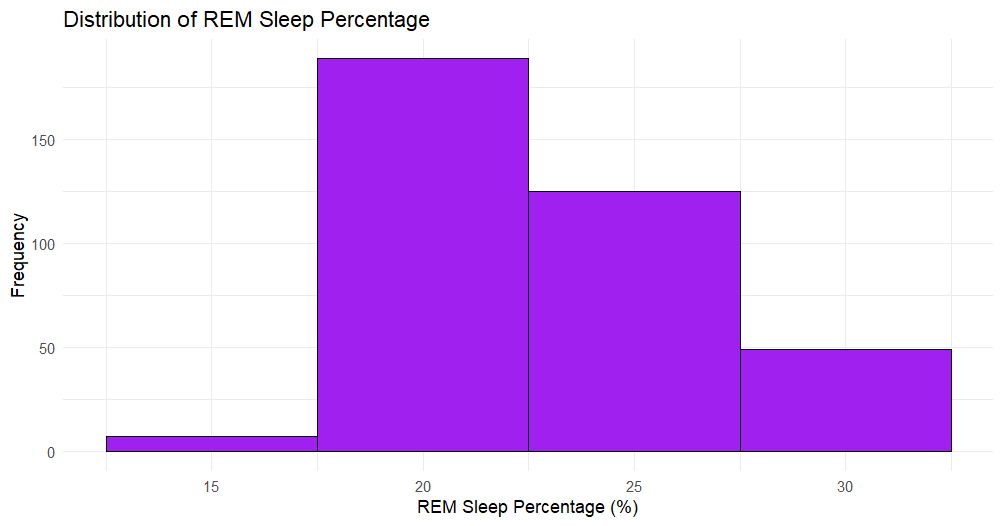 Distribution of REM Sleep Percentage
Frequency
150
100
50
0
15 20 25 30
REM Sleep Percentage (%)